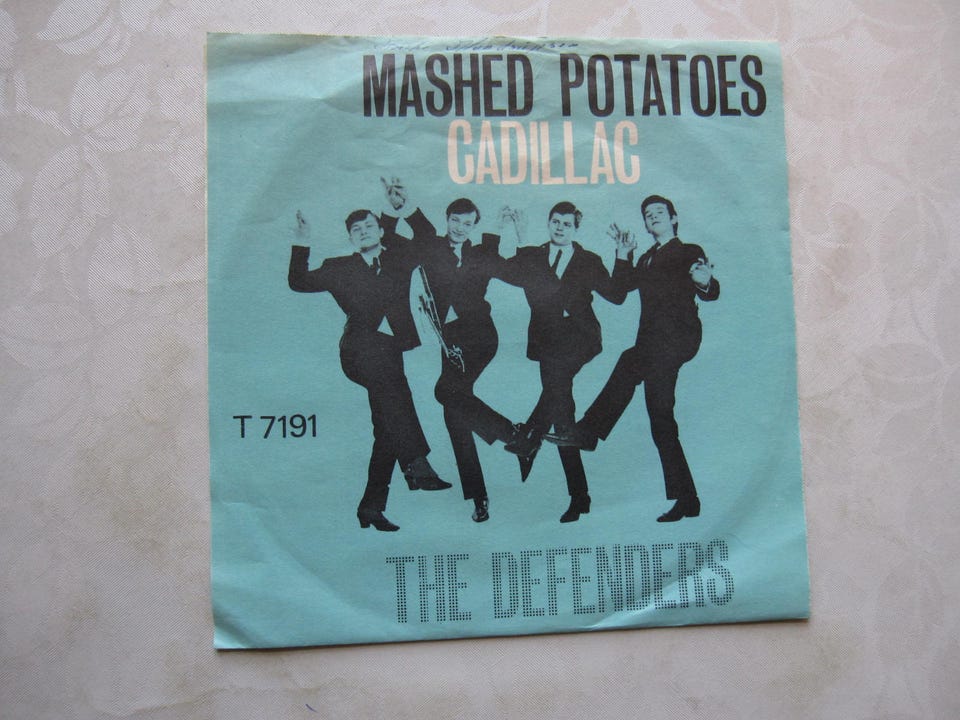 MASHED POTATOES
CADILLAC
T 7191
THE DEFENDERS